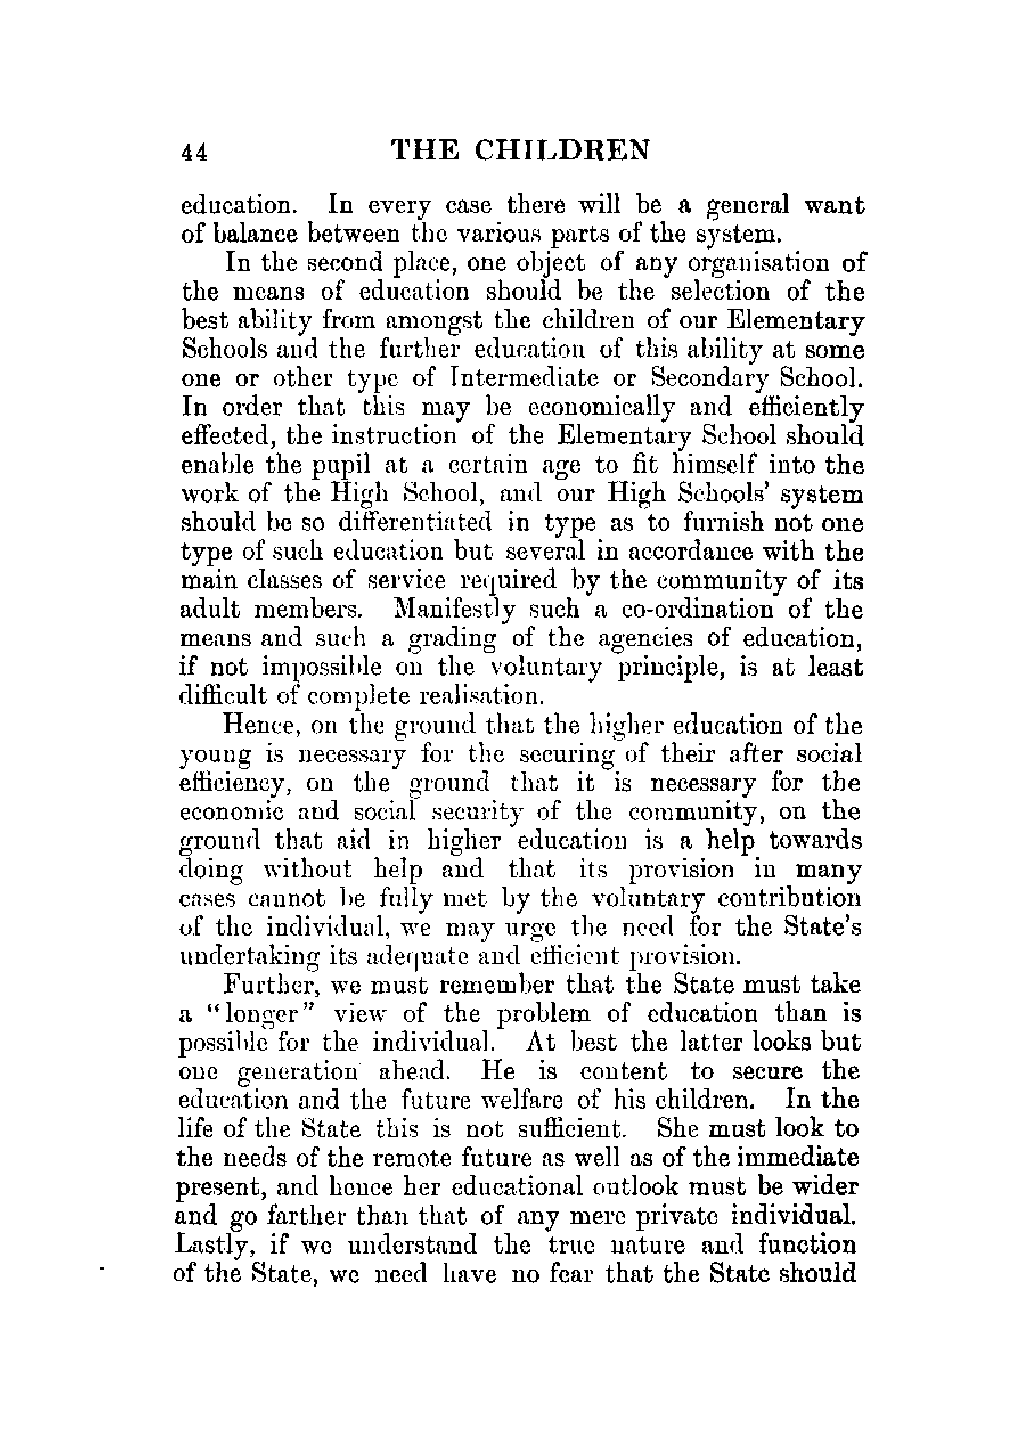 44 THE CHILDREN
education. In every case there will be a general want
of balance between the various parts of the system.
In the second place, one object of any organisation of
the means of education should be the selection of the
best ability from amongst the children of our Elementary
Schools and the further education of this ability at some
one or other type of Intermediate or Secondary School.
In order that this may be economically and efficiently
effected, the instruction of the Elementary School should
enable the pupil at a certain age to fit himself into the
work of the High School, and our High Schools' system
should be so differentiated in type as to furnish not one
type of such education but several in accordance with the
main classes of service required by the community of its
adult members. Manifestly such a co-ordination of the
means and such a grading of the agencies of education,
if not impossible on the voluntary principle, is at least
difficult of complete realisation.
Hence, on the ground that the higher education of the
young is necessary for the securing of their after social
efficiency, on the ground that it is necessary for the
economic and social security of the community, on the
ground that aid in higher education is a help towards
doing without help and that its provision in many
cases cannot be fully met by the voluntary contribution
of the individual, we may urge the need for the State's
undertaking its adequate and efficient provision.
Further, we must remember that the State must take
a "longer" view of the problem of education than is
possible for the individual. At best the latter looks but
one generation ahead. He is content to secure the
education and the future welfare of his children. In the
life of the State this is not sufficient. She must look to
the needs of the remote future as well as of the immediate
present, and hence her educational outlook must be wider
and go farther than that of any mere private individual.
Lastly, if we understand the true nature and function
of the State, we need have no fear that the State should